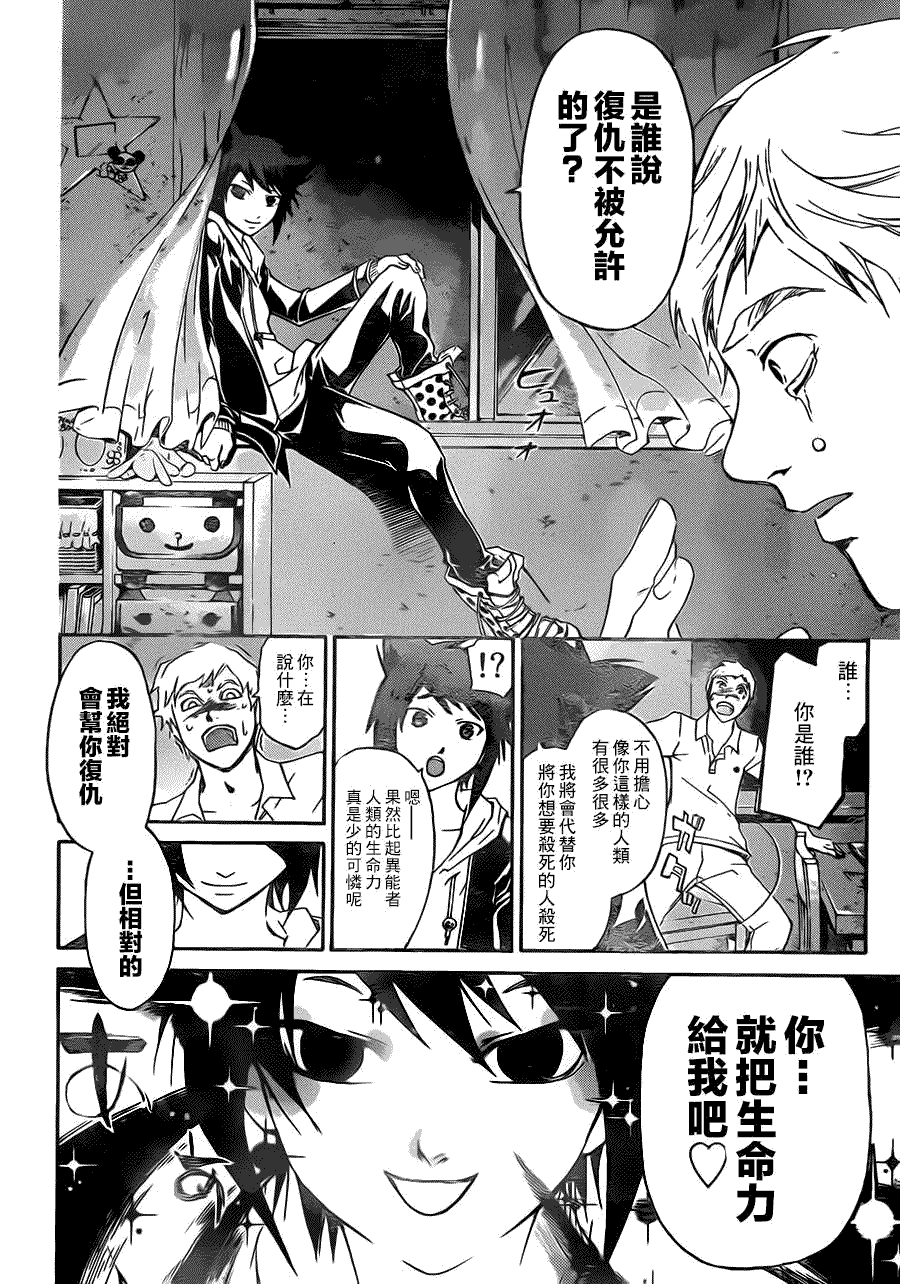 是誰說
復仇不被允許
的了？
ヒュオオォ
誰…
你是誰!?
ガタッ
不用擔心
像你這樣的人類
有很多很多
我將會代替你
將你想要殺死的人殺死
!?
嗯——
果然比起異能者
人類的生命力
真是少的可憐呢
你…在
說什麼…
我絕對
會幫你復仇
…但相對的
你…
就把生命力
給我吧♡